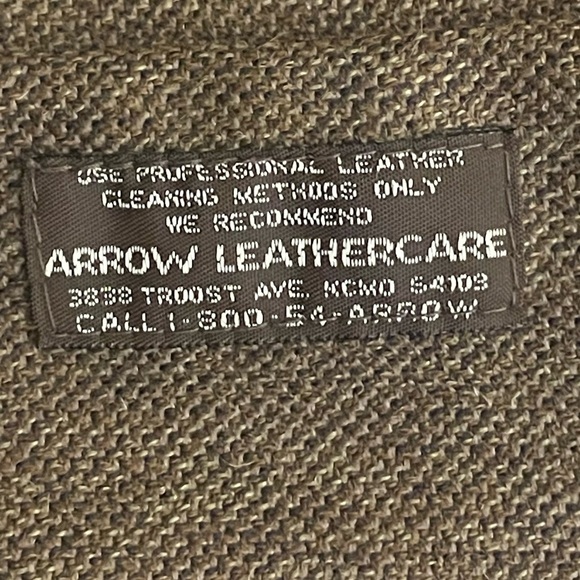 USE PROFESSIONAL LEATHER
CLEANING METHODS ONLY
WE RECOMMEND
ARROW LEATHERCARE
3838 TROOST AVE. KCMO 64109
CALL 1-800-54-ARROW